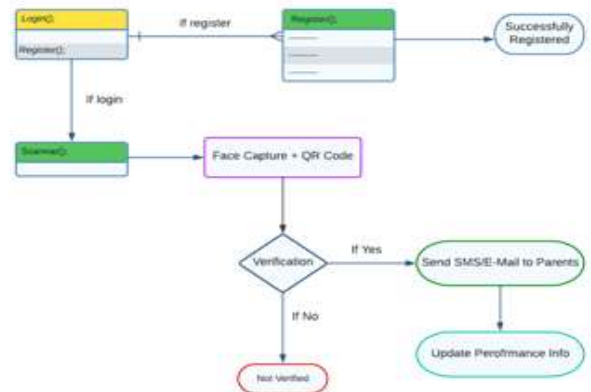 Login();
If register
Register();
Successfully
Registered
Register();
If login
Scanner();
Face Capture + QR Code
Verification
If Yes
Send SMS/E-Mail to Parents
If No
Update Perofrmance Info
Not Verified